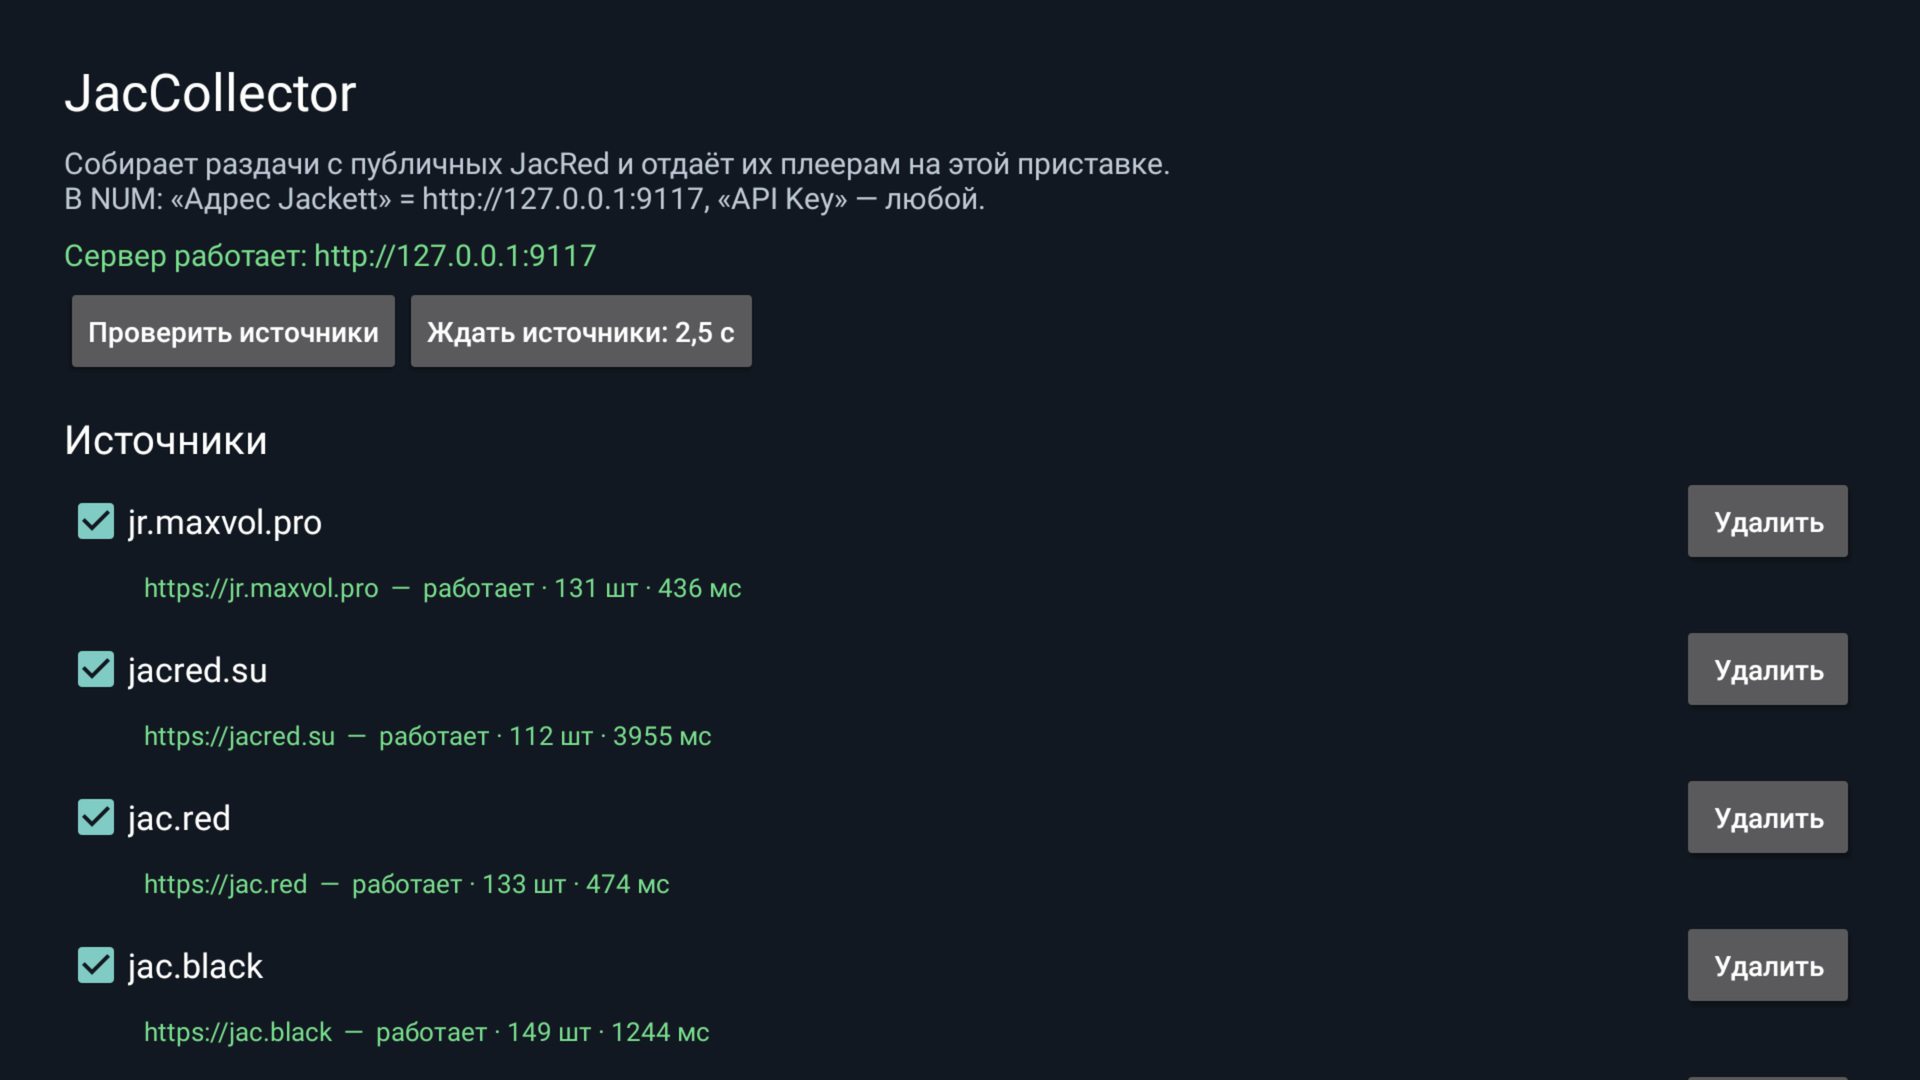 JacCollector
Собирает раздачи с публичных JacRed и отдаёт их плеерам на этой приставке.
В NUM: «Адрес Jackett» = http://127.0.0.1:9117, «API Key» — любой.
Сервер работает: http://127.0.0.1:9117
Проверить источники Ждать источники: 2,5 с
Источники
jr.maxvol.pro Удалить
https://jr.maxvol.pro — работает · 131 шт · 436 мс
jacred.su Удалить
https://jacred.su — работает · 112 шт · 3955 мс
jac.red Удалить
https://jac.red — работает · 133 шт · 474 мс
jac.black Удалить
https://jac.black — работает · 149 шт · 1244 мс